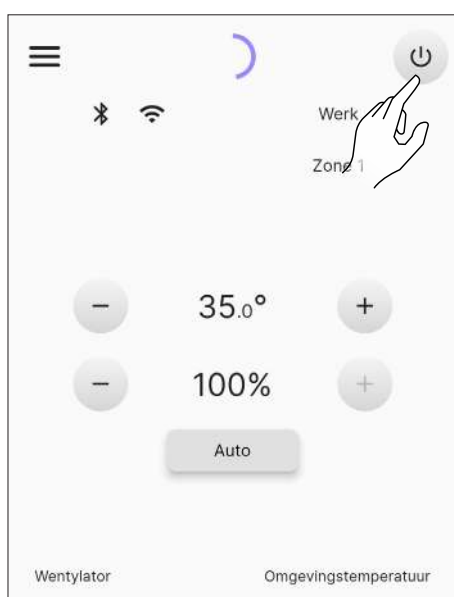 Werk
Zone 1
− 35.0° +
− 100% +
Auto
Wentylator Omgevingstemperatuur